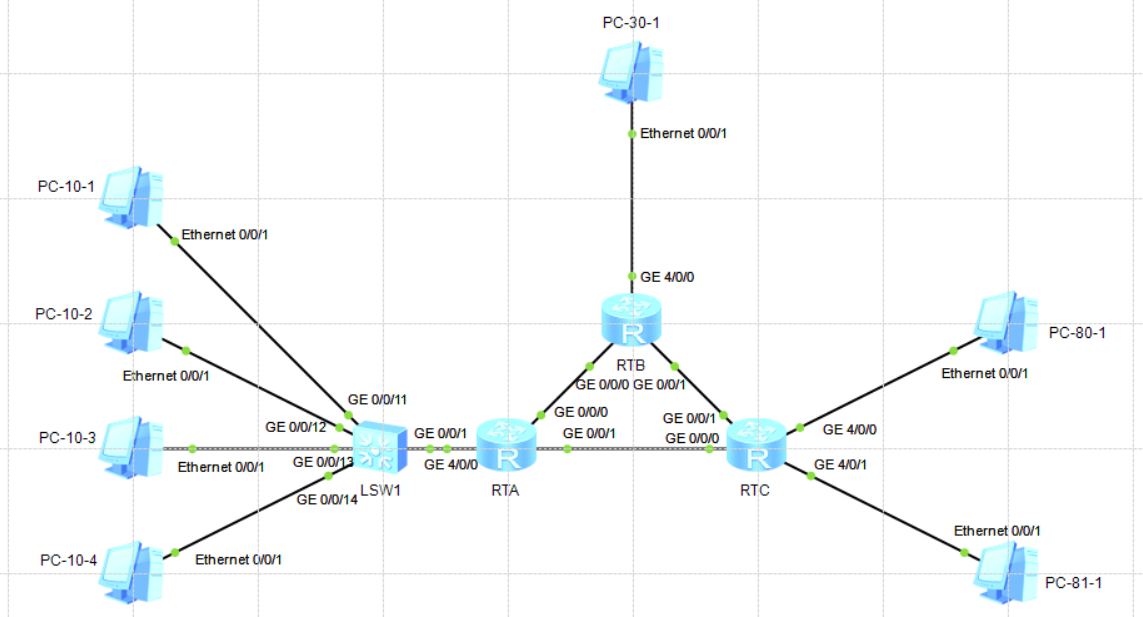 PC-30-1
Ethernet 0/0/1
PC-10-1
Ethernet 0/0/1
GE 4/0/0
R
RTB
PC-10-2
Ethernet 0/0/1
PC-80-1
Ethernet 0/0/1
GE 0/0/0 GE 0/0/1
GE 0/0/11
GE 0/0/0
GE 0/0/1
GE 0/0/12
GE 0/0/1
GE 0/0/1
GE 0/0/0
GE 4/0/0
PC-10-3
Ethernet 0/0/1
GE 0/0/13
GE 4/0/0
R
R
GE 4/0/1
LSW1
RTA
RTC
GE 0/0/14
Ethernet 0/0/1
PC-10-4
Ethernet 0/0/1
PC-81-1